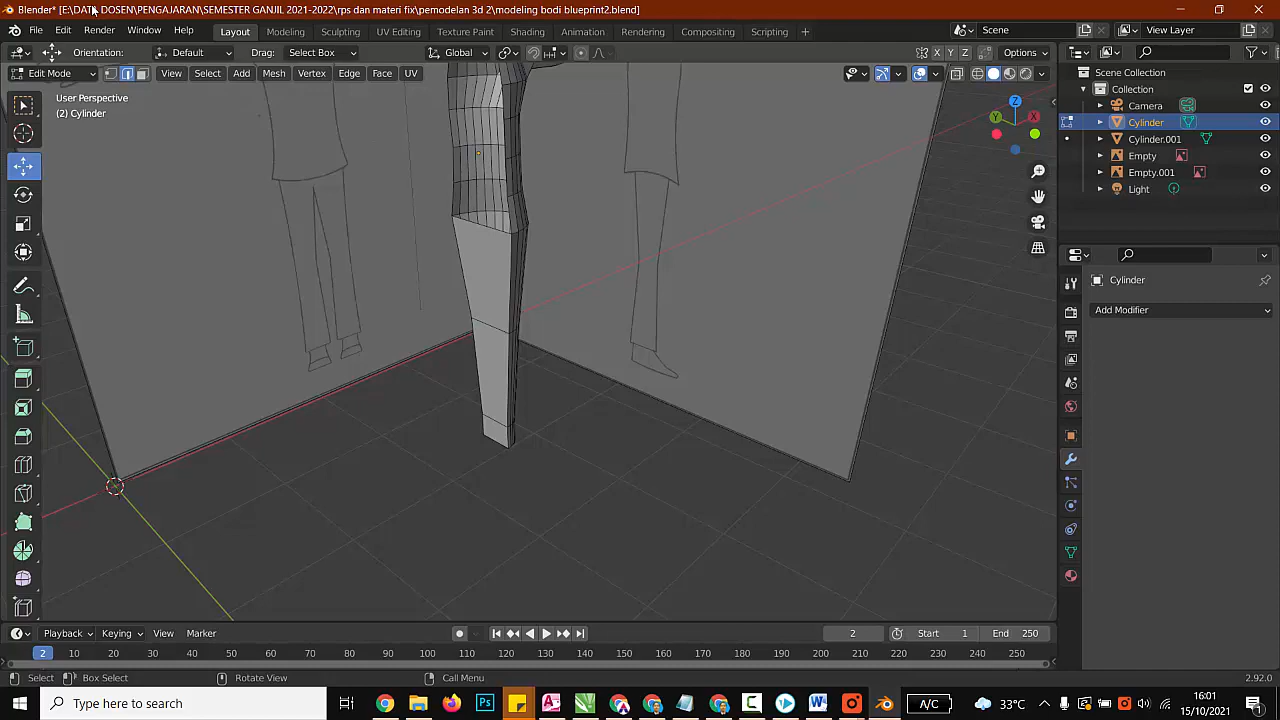 Blender* [E:\DATA DOSEN\PENGAJARAN\SEMESTER GANJIL 2021-2022\rps dan materi fix\pemodelan 3d 2\modeling bodi blueprint2.blend]
File Edit Render Window Help Layout Modeling Sculpting UV Editing Texture Paint Shading Animation Rendering Compositing Scripting + Scene View Layer
Orientation: Default Drag: Select Box Global X Y Z Options
Edit Mode View Select Add Mesh Vertex Edge Face UV
Scene Collection
Collection
Camera
Cylinder
Cylinder.001
Empty
Empty.001
Light
User Perspective
(2) Cylinder
Z
Y
X
Cylinder
Add Modifier
Playback Keying View Marker 2 Start 1 End 250
2 10 20 30 40 50 60 70 80 90 100 110 120 130 140 150 160 170 180 190 200 210 220 230 240 250
Select Box Select Rotate View Call Menu 2.92.0
Type here to search A/C 33°C 16:01
15/10/2021